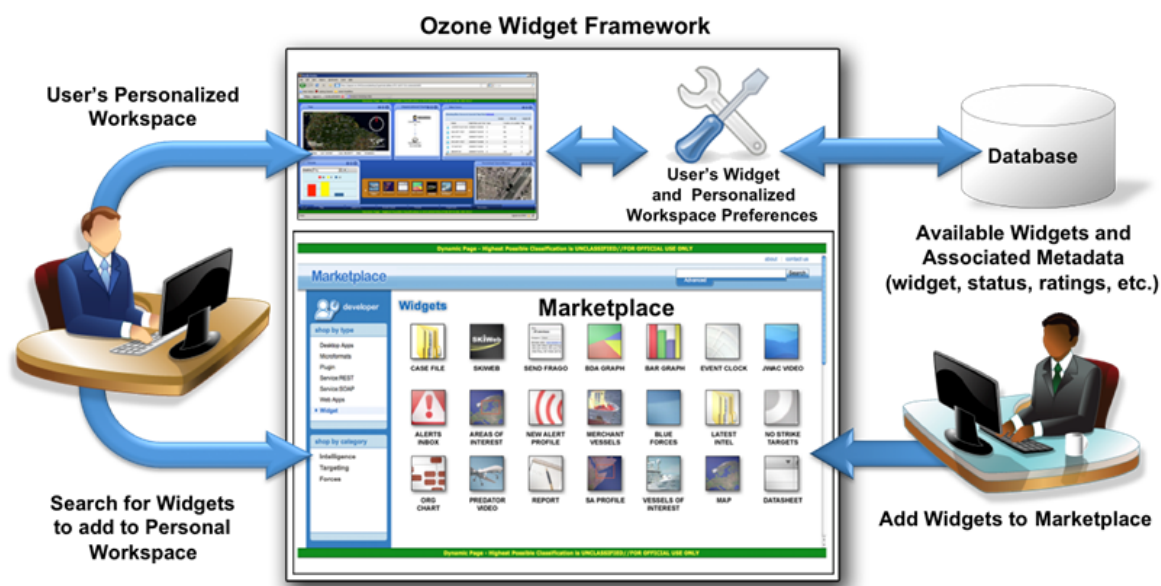 Ozone Widget Framework
User's Personalized
Workspace
User's Widget
and Personalized
Workspace Preferences
Database
Available Widgets and
Associated Metadata
(widget, status, ratings, etc.)
Dynamic Page - Highest Possible Classification is UNCLASSIFIED//FOR OFFICIAL USE ONLY
about contact us
Marketplace
Search
Advanced
developer
Widgets
Marketplace
shop by type
Desktop Apps
Microformats
Plugin
Service:REST
Service:SOAP
Web Apps
Widget
shop by category
Intelligence
Targeting
Forces
SKIWeb
CASE FILE SKIWEB SEND FRAGO BDA GRAPH BAR GRAPH EVENT CLOCK JWAC VIDEO
ALERTS INBOX AREAS OF INTEREST NEW ALERT PROFILE MERCHANT VESSELS BLUE FORCES LATEST INTEL NO STRIKE TARGETS
ORG CHART PREDATOR VIDEO REPORT SA PROFILE VESSELS OF INTEREST MAP DATASHEET
Dynamic Page - Highest Possible Classification is UNCLASSIFIED//FOR OFFICIAL USE ONLY
Search for Widgets
to add to Personal
Workspace
Add Widgets to Marketplace